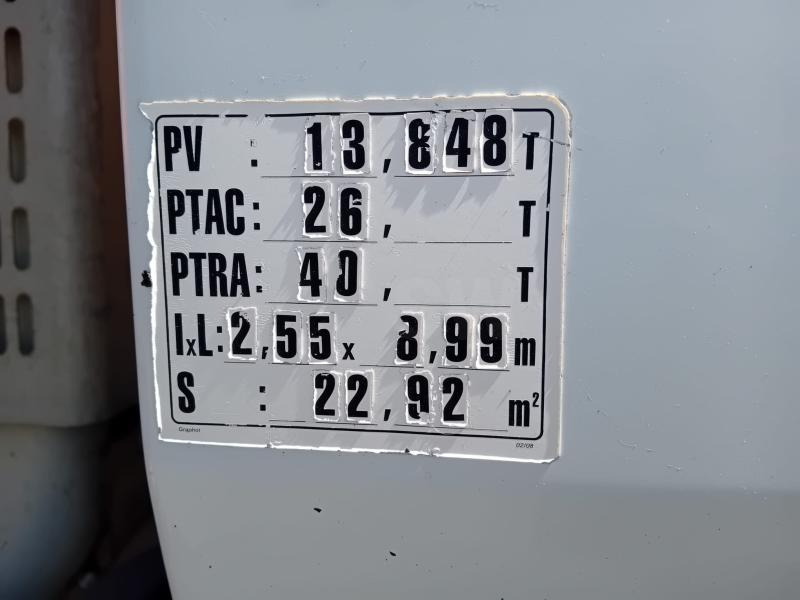 PV : 13,848 T
PTAC: 26, T
PTRA: 40, T
lxL: 2,55 x 8,99 m
S : 22,92 m²
Graphot 02/08